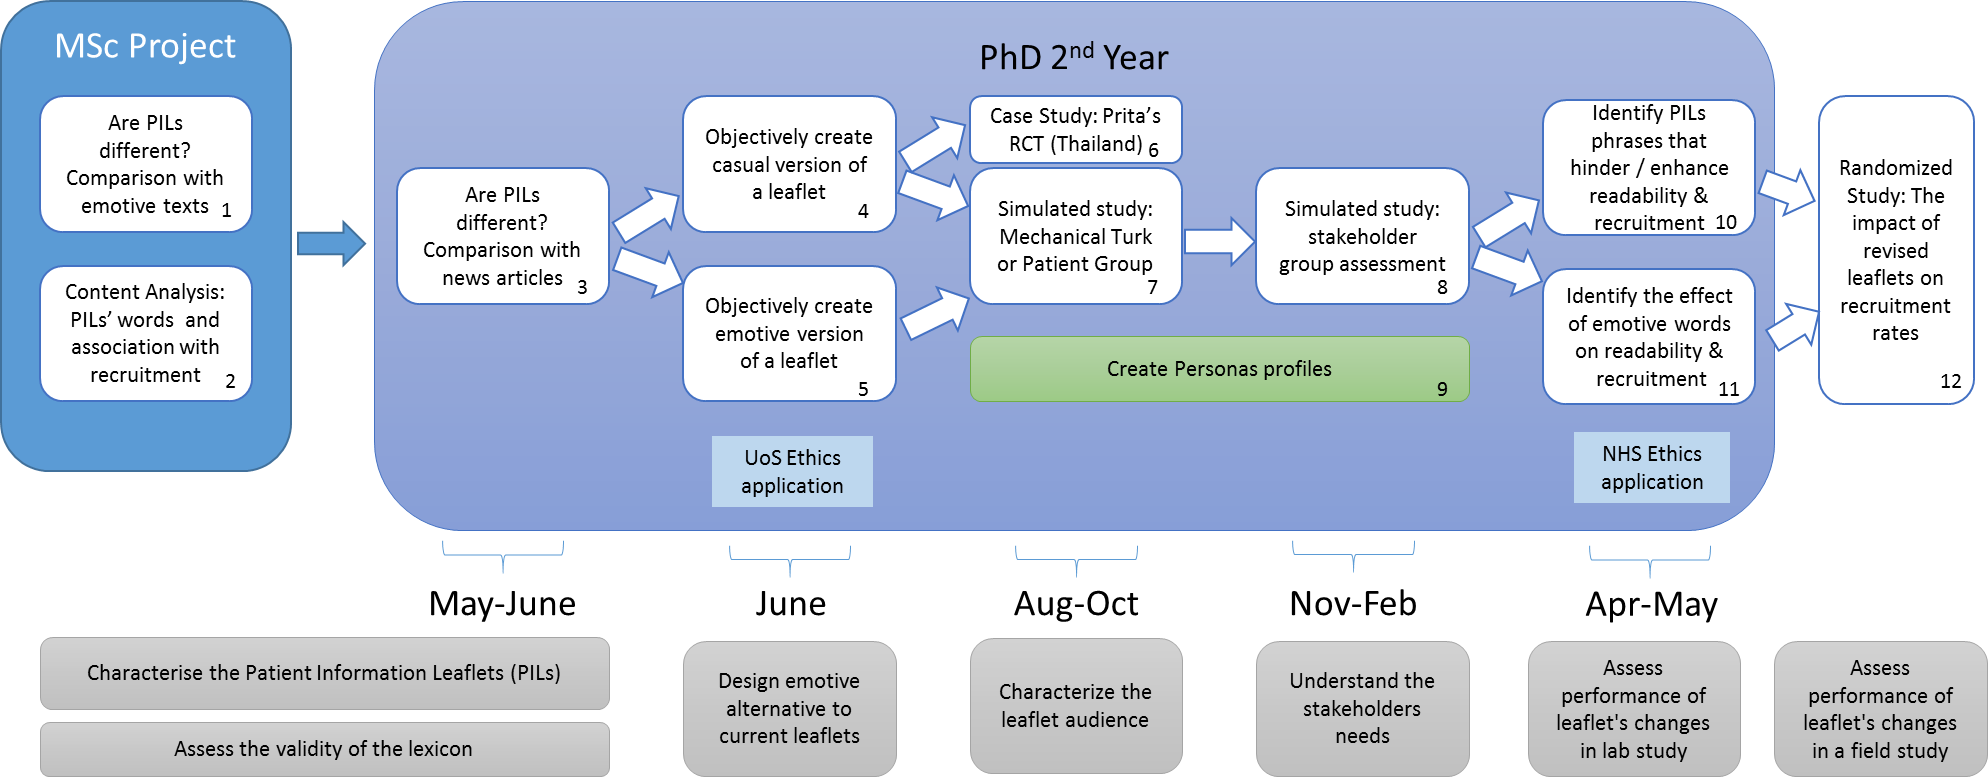 MSc Project
Are PILs
different?
Comparison with
emotive texts 1
Content Analysis:
PILs’ words and
association with
recruitment 2
PhD 2nd Year
Are PILs
different?
Comparison with
news articles 3
Objectively create
casual version of
a leaflet
4
Objectively create
emotive version
of a leaflet
5
Case Study: Prita’s
RCT (Thailand) 6
Simulated study:
Mechanical Turk
or Patient Group
7
Simulated study:
stakeholder
group assessment
8
Create Personas profiles
9
Identify PILs
phrases that
hinder / enhance
readability &
recruitment 10
Identify the effect
of emotive words
on readability &
recruitment 11
Randomized
Study: The
impact of
revised
leaflets on
recruitment
rates
12
UoS Ethics
application
NHS Ethics
application
May-June
June
Aug-Oct
Nov-Feb
Apr-May
Characterise the Patient Information Leaflets (PILs)
Assess the validity of the lexicon
Design emotive
alternative to
current leaflets
Characterize the
leaflet audience
Understand the
stakeholders
needs
Assess
performance of
leaflet's changes
in lab study
Assess
performance of
leaflet's changes
in a field study